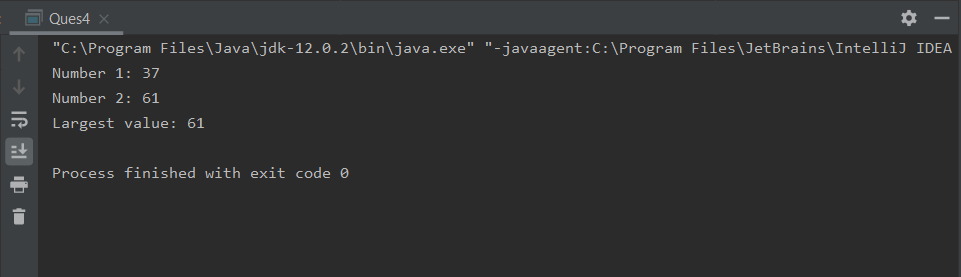 Ques4
"C:\Program Files\Java\jdk-12.0.2\bin\java.exe" "-javaagent:C:\Program Files\JetBrains\IntelliJ IDEA
Number 1: 37
Number 2: 61
Largest value: 61
Process finished with exit code 0